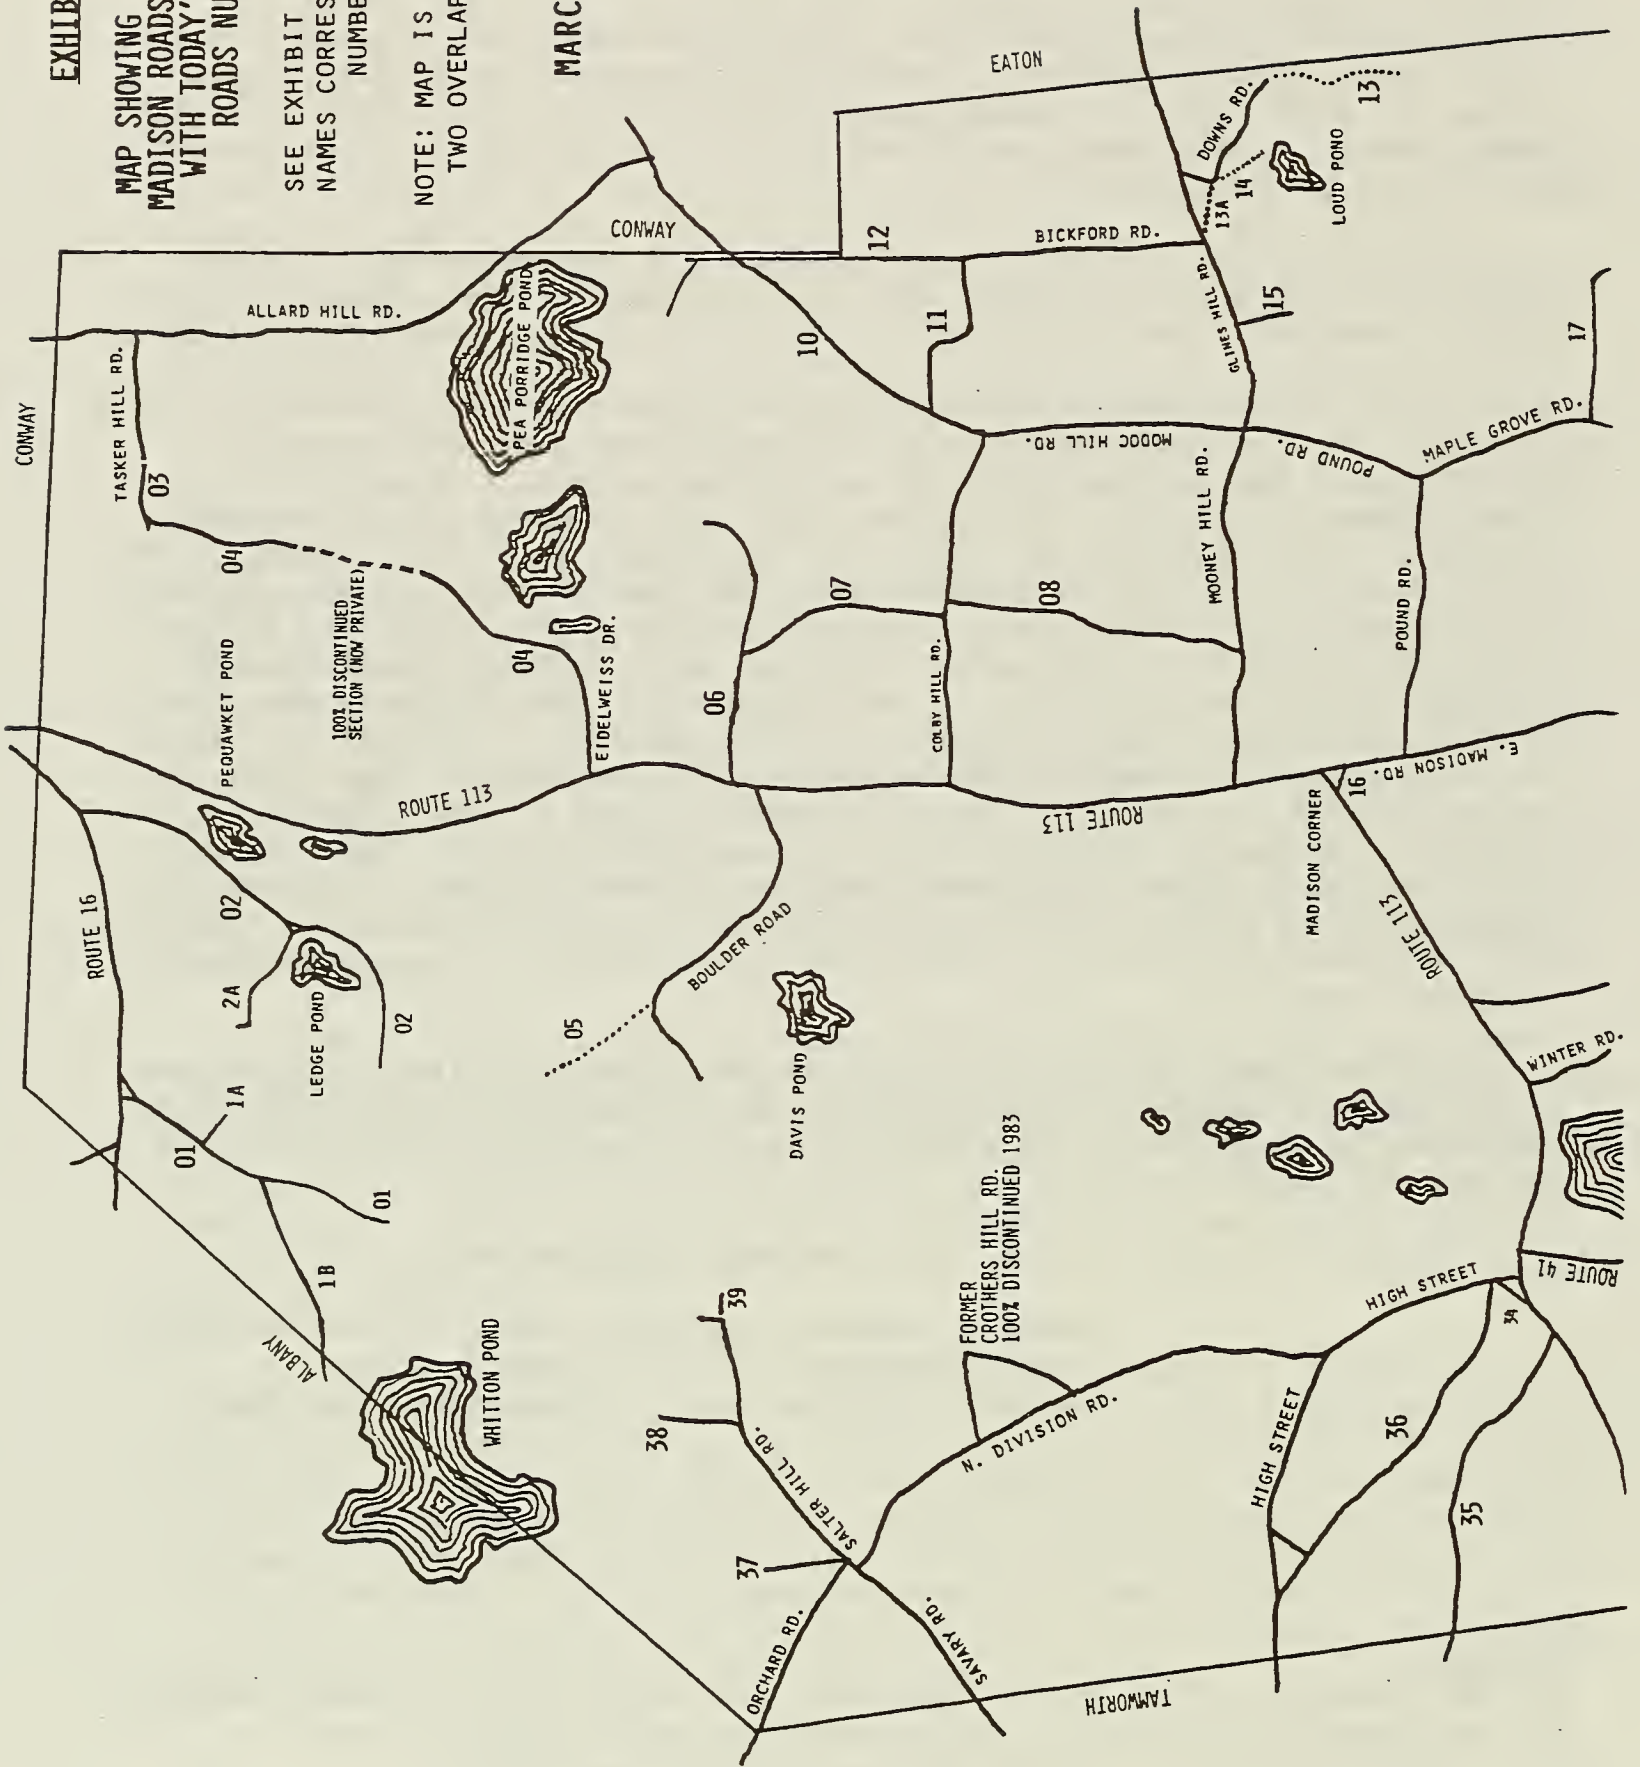 EXHIB
MAP SHOWING
MADISON ROADS
WITH TODAY'
ROADS NU
SEE EXHIBIT
NAMES CORRES
NUMBE
NOTE: MAP IS
TWO OVERLAP
MARC
CONWAY
TASKER HILL RD.
ALLARD HILL RD.
03
04
100% DISCONTINUED
SECTION (NOW PRIVATE)
PEQUAWKET POND
ROUTE 113
ROUTE 16
02
2A
LEDGE POND
02
1A
01
01
1B
ALBANY
WHITTON POND
PEA PORRIDGE POND
CONWAY
04
EIDELWEISS DR.
06
07
05
BOULDER ROAD
DAVIS POND
10
11
12
EATON
BICKFORD RD.
DOWNS RD.
13
13A
14
LOUD POND
GLINES HILL RD.
15
17
MODOC HILL RD.
COLBY HILL RD.
08
MOONEY HILL RD.
POUND RD.
MAPLE GROVE RD.
POUND RD.
ROUTE 113
E. MADISON RD.
16
MADISON CORNER
ROUTE 113
WINTER RD.
ROUTE 41
39
38
SALTER HILL RD.
37
ORCHARD RD.
SAVARY RD.
FORMER
CROTHERS HILL RD.
100% DISCONTINUED 1983
N. DIVISION RD.
HIGH STREET
34
HIGH STREET
36
35
TAMWORTH